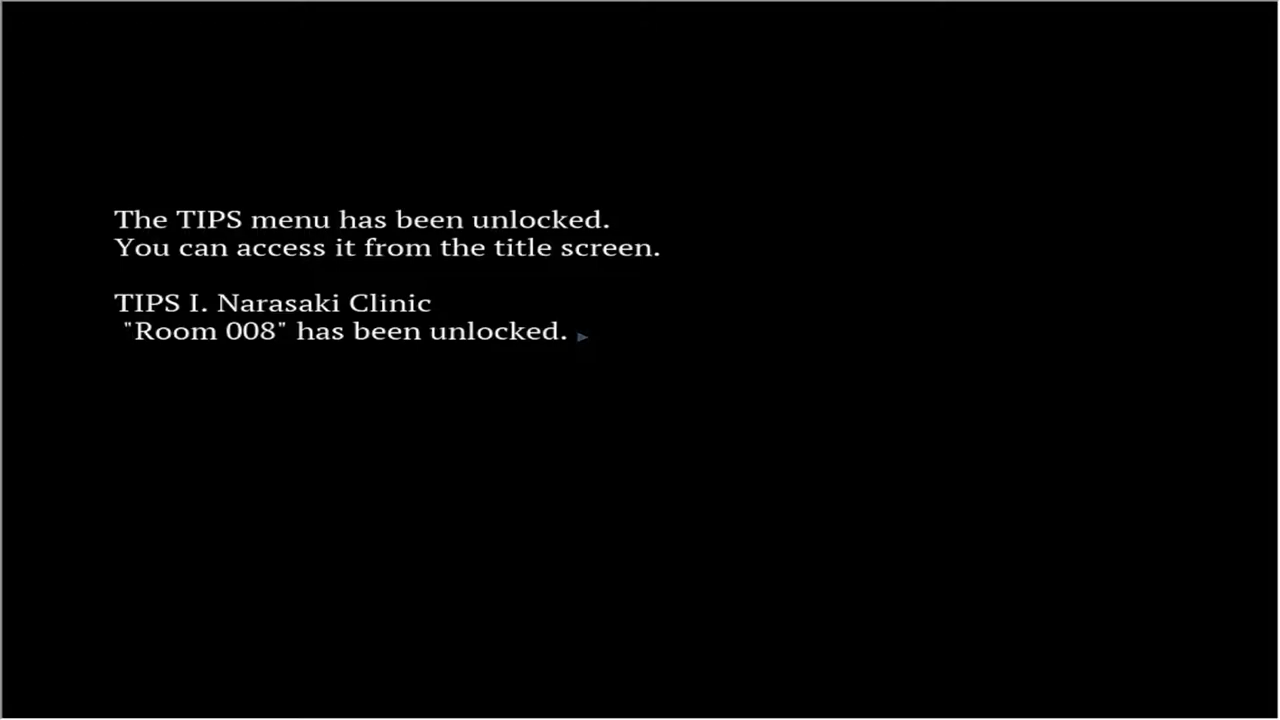 The TIPS menu has been unlocked.
You can access it from the title screen.
TIPS I. Narasaki Clinic
"Room 008" has been unlocked.